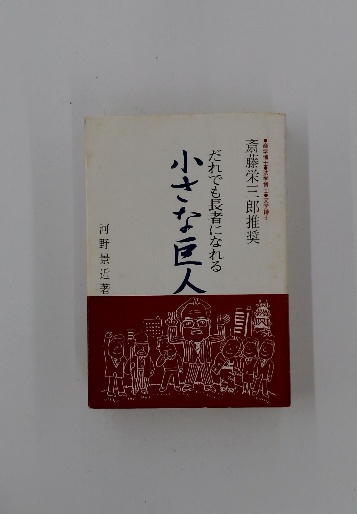 斎藤栄三郎推奨
だれでも長者になれる
小さな巨人
河野景近著